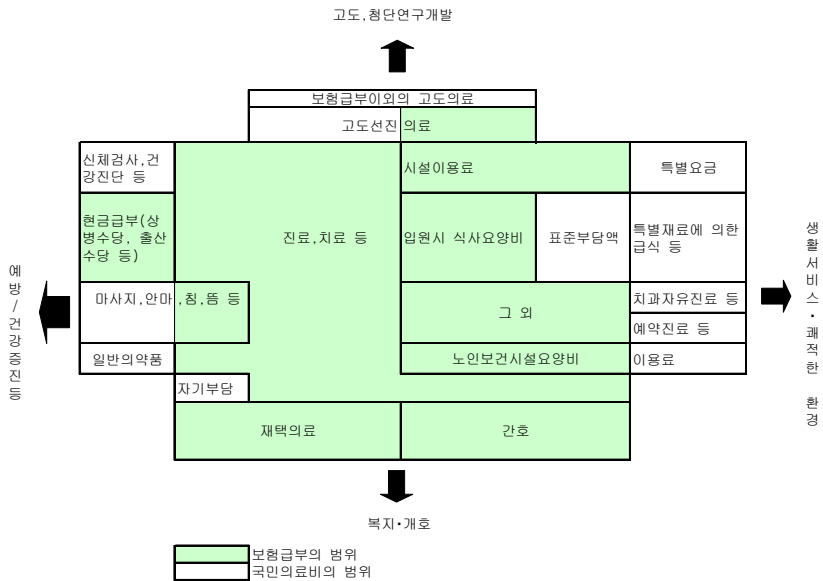 고도,첨단연구개발
보험급부이외의 고도의료
고도선진 의료
신체검사,건
강진단 등
시설이용료
특별요금
현금급부(상
병수당, 출산
수당 등)
진료,치료 등
입원시 식사요양비
표준부담액
특별재료에 의한
급식 등
마사지,안마,침,뜸 등
그 외
치과자유진료 등
예약진료 등
일반의약품
노인보건시설요양비
이용료
자기부담
재택의료
간호
예방/건강증진등
생활서비스·쾌적한 환경
복지·개호
보험급부의 범위
국민의료비의 범위